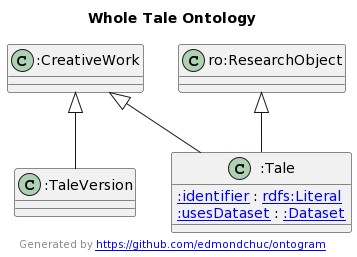 Whole Tale Ontology
C :CreativeWork
C ro:ResearchObject
C :TaleVersion
C :Tale
:identifier : rdfs:Literal
:usesDataset : :Dataset
Generated by https://github.com/edmondchuc/ontogram